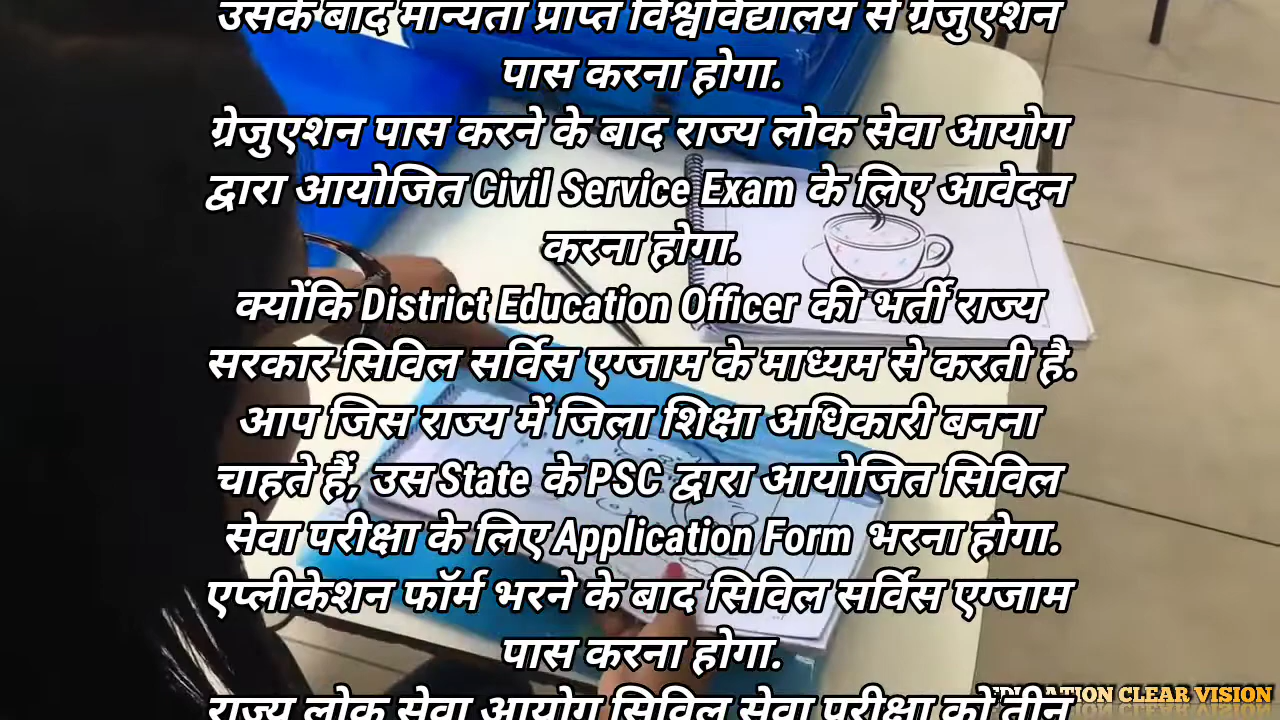 उसके बाद मान्यता प्राप्त विश्वविद्यालय से ग्रेजुएशन
पास करना होगा.
ग्रेजुएशन पास करने के बाद राज्य लोक सेवा आयोग
द्वारा आयोजित Civil Service Exam के लिए आवेदन
करना होगा.
क्योंकि District Education Officer की भर्ती राज्य
सरकार सिविल सर्विस एग्जाम के माध्यम से करती है.
आप जिस राज्य में जिला शिक्षा अधिकारी बनना
चाहते हैं, उस State के PSC द्वारा आयोजित सिविल
सेवा परीक्षा के लिए Application Form भरना होगा.
एप्लीकेशन फॉर्म भरने के बाद सिविल सर्विस एग्जाम
पास करना होगा.
राज्य लोक सेवा आयोग सिविल सेवा परीक्षा को तीन
EDUCATION CLEAR VISION